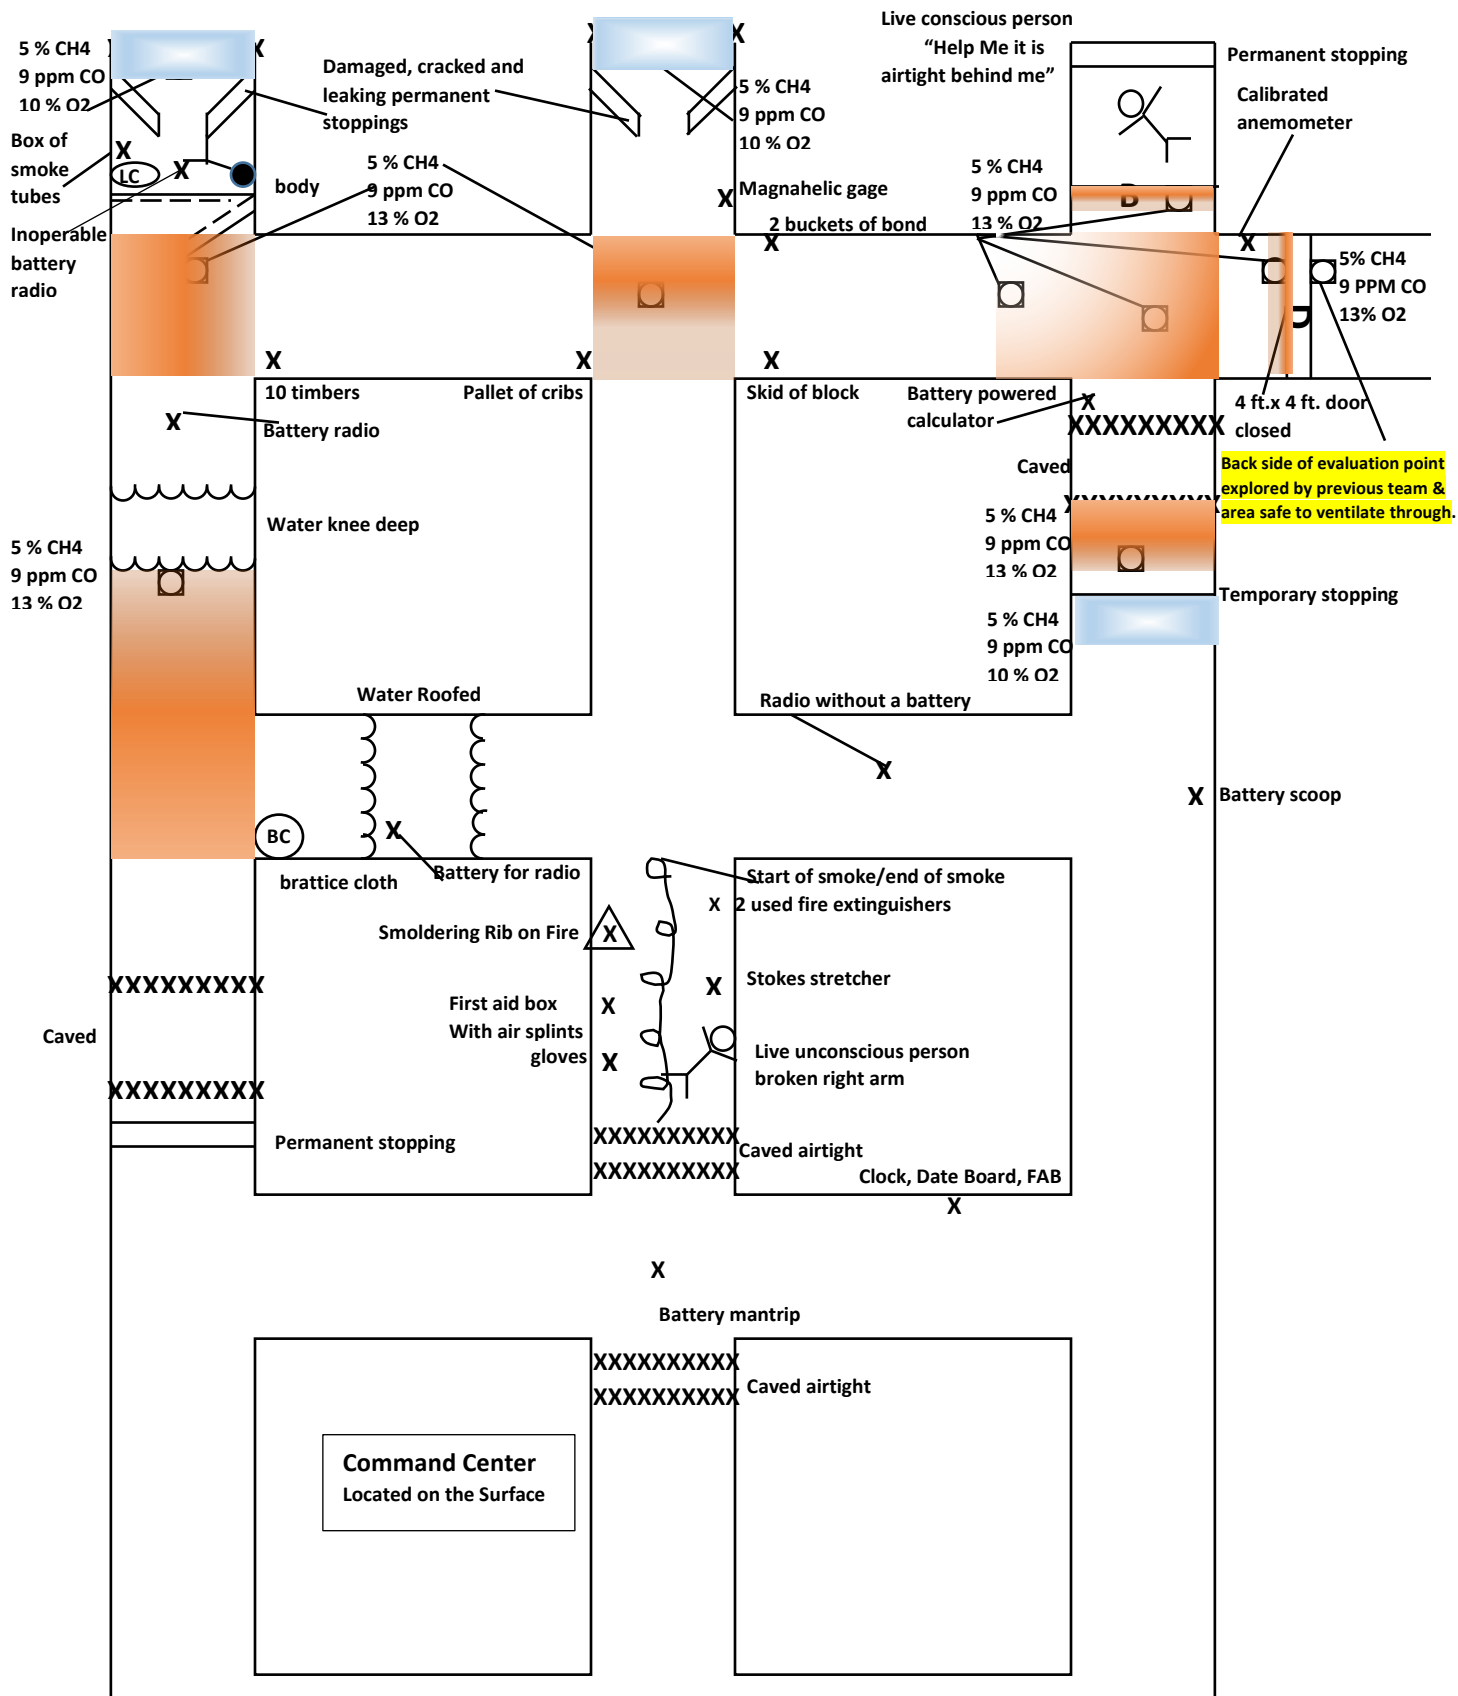 Live conscious person
“Help Me it is
airtight behind me”
5 % CH4
9 ppm CO
10 % O2
Damaged, cracked and
leaking permanent
stoppings
5 % CH4
9 ppm CO
10 % O2
Permanent stopping
Calibrated
anemometer
Box of
smoke
tubes
X
LC
X
body
5 % CH4
9 ppm CO
13 % O2
X
Magnahelic gage
2 buckets of bond
X
5 % CH4
9 ppm CO
13 % O2
B
X
Inoperable
battery
radio
5% CH4
9 PPM CO
13% O2
D
X
X
X
10 timbers
Pallet of cribs
Skid of block
Battery powered
calculator
X
4 ft.x 4 ft. door
closed
X
Battery radio
XXXXXXXXX
Caved
XXXXXXXXX
Back side of evaluation point
explored by previous team &
area safe to ventilate through.
Water knee deep
5 % CH4
9 ppm CO
13 % O2
5 % CH4
9 ppm CO
13 % O2
Temporary stopping
5 % CH4
9 ppm CO
10 % O2
Water Roofed
Radio without a battery
X
X
Battery scoop
BC
X
brattice cloth
Battery for radio
Start of smoke/end of smoke
X
2 used fire extinguishers
Smoldering Rib on Fire
X
Stokes stretcher
X
XXXXXXXXX
Caved
XXXXXXXXX
First aid box
With air splints
X
gloves
X
Live unconscious person
broken right arm
Permanent stopping
XXXXXXXXXX
Caved airtight
XXXXXXXXXX
Clock, Date Board, FAB
X
X
Battery mantrip
XXXXXXXXXX
Caved airtight
XXXXXXXXXX
Command Center
Located on the Surface